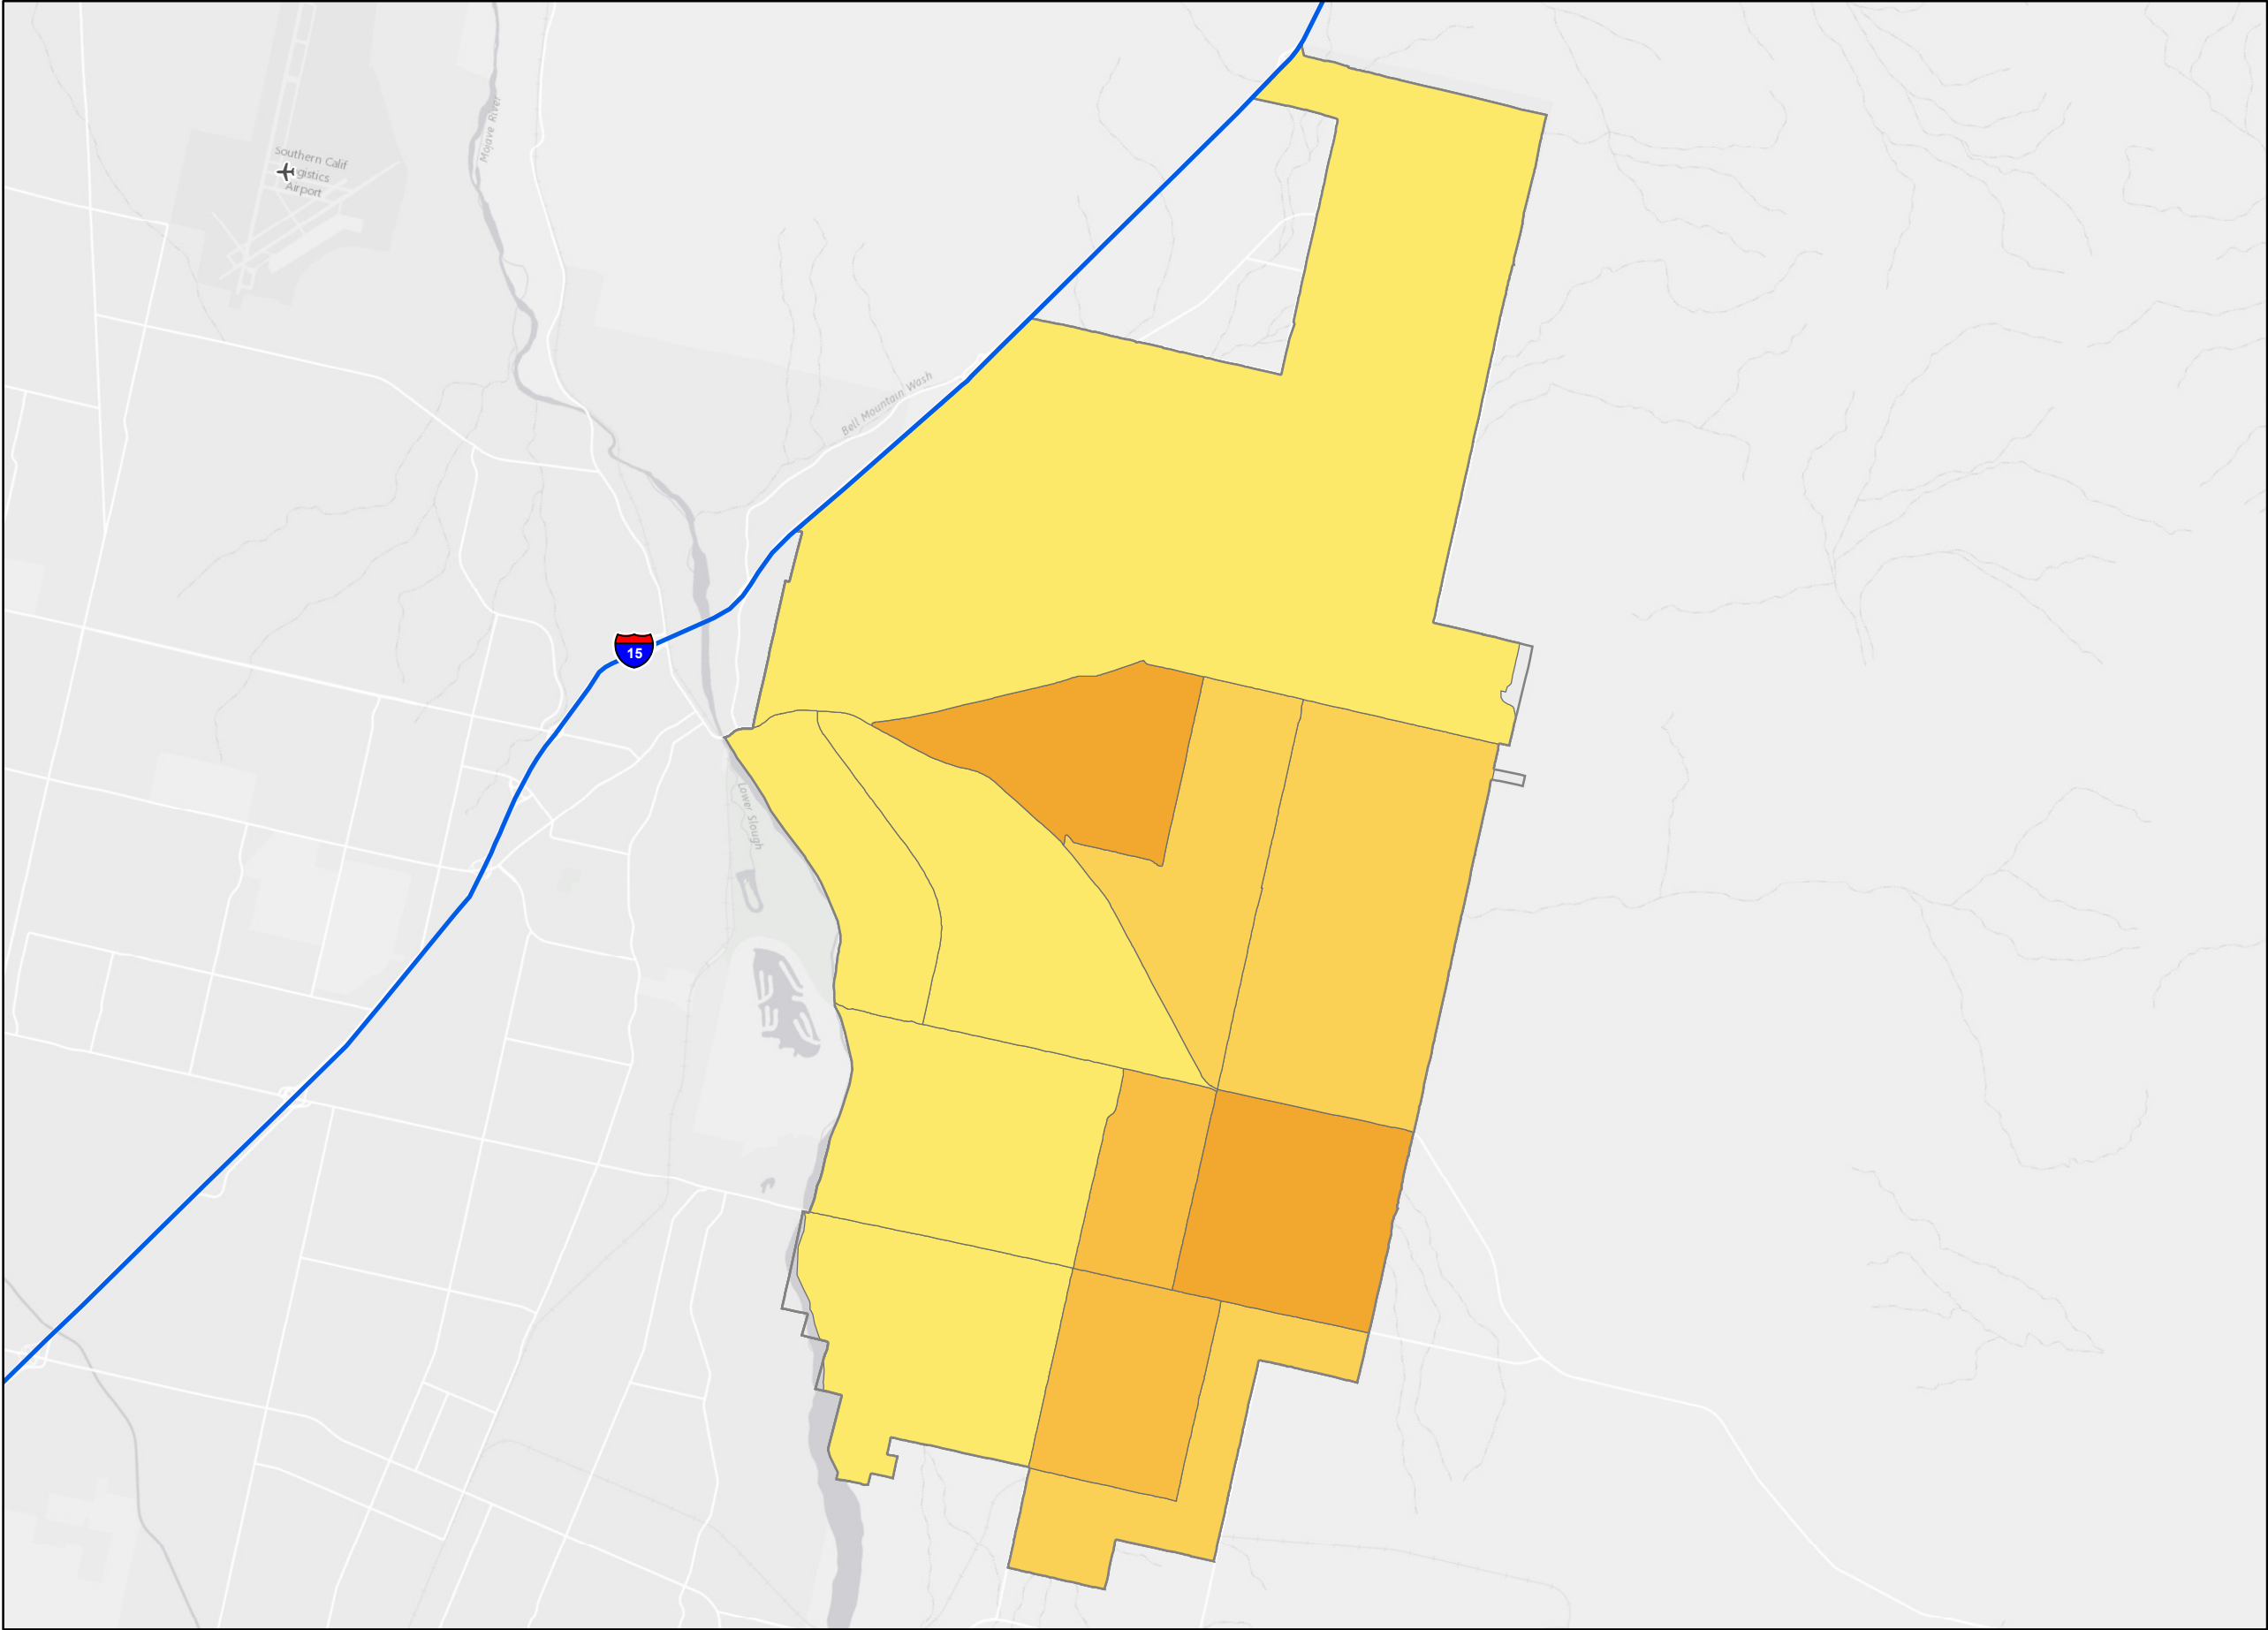 Mojave River
Southern Calif
gistics
Airport
Bell Mountain Wash
15
Lower Slough